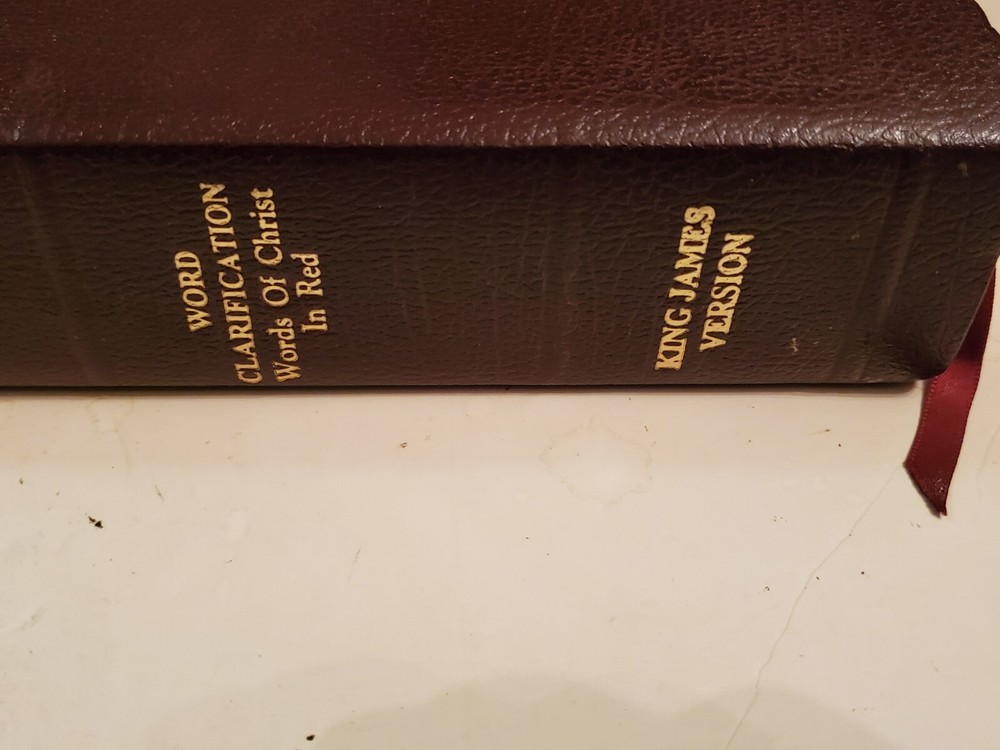 WORD
CLARIFICATION
Words Of Christ
In Red
KING JAMES
VERSION